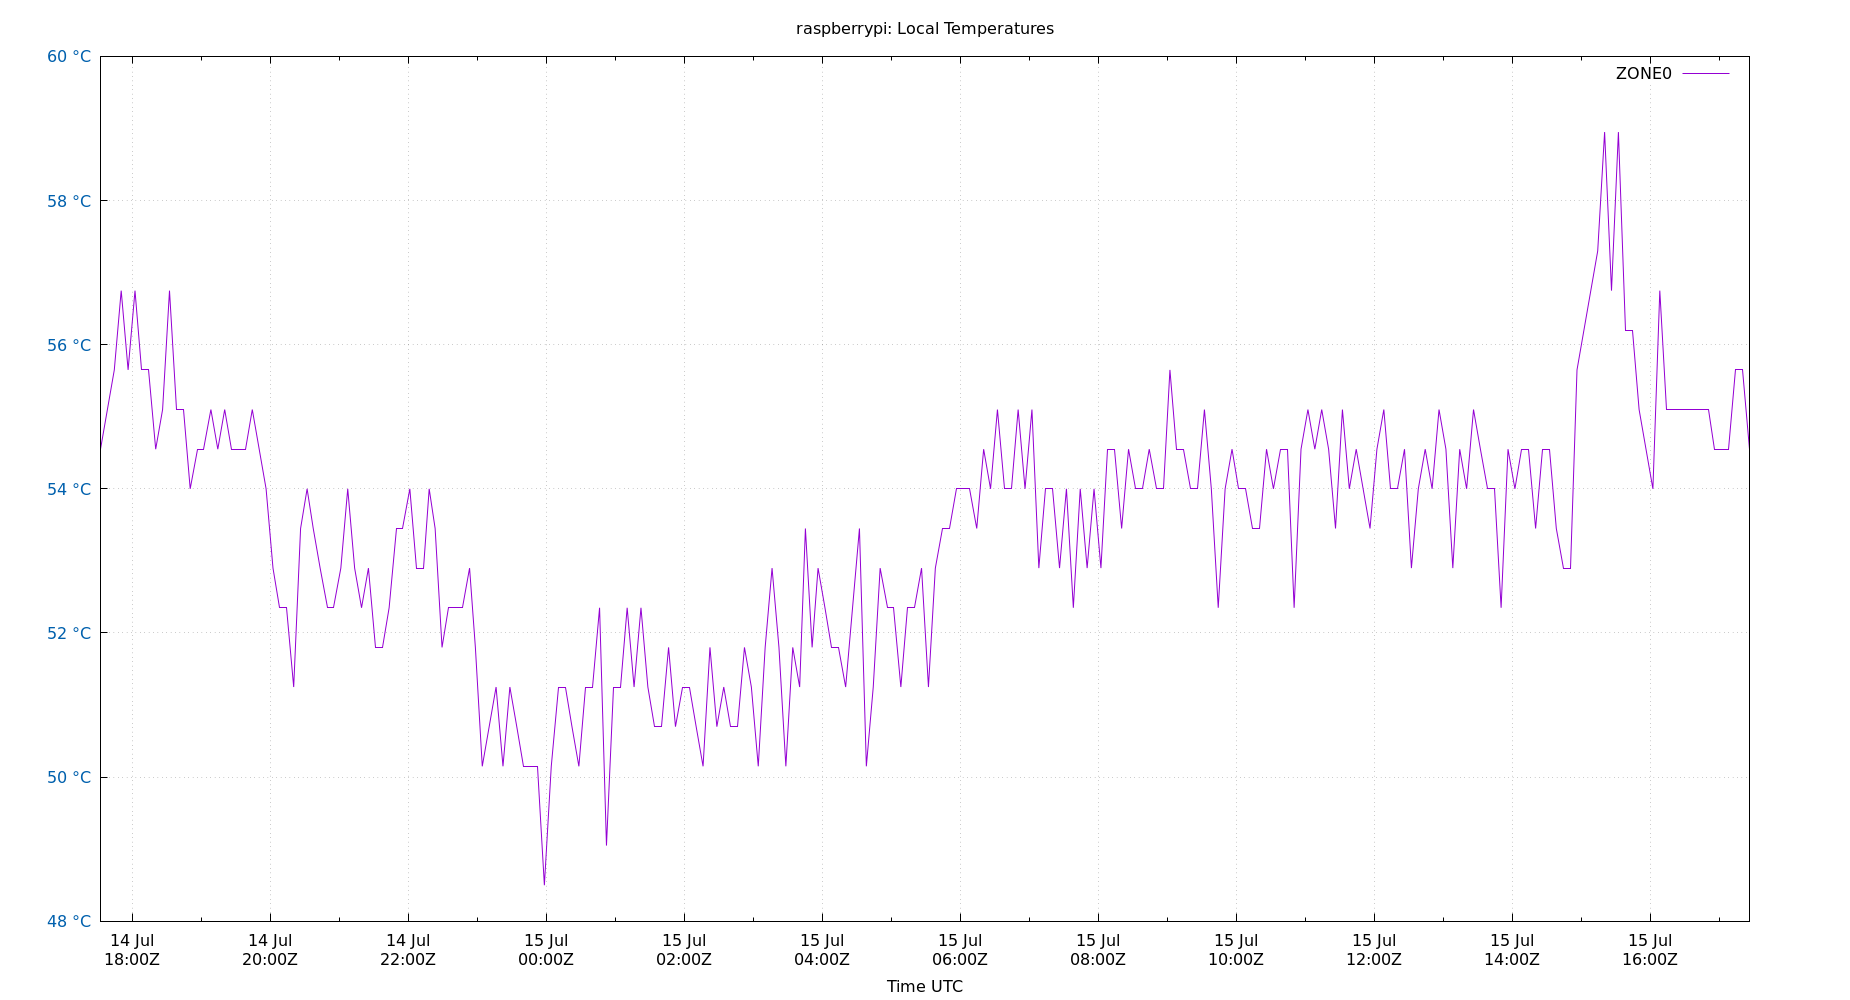 raspberrypi: Local Temperatures
60 °C
ZONE0
58 °C
56 °C
54 °C
52 °C
50 °C
48 °C
14 Jul 14 Jul 14 Jul 15 Jul 15 Jul 15 Jul 15 Jul 15 Jul 15 Jul 15 Jul 15 Jul 15 Jul
18:00Z 20:00Z 22:00Z 00:00Z 02:00Z 04:00Z 06:00Z 08:00Z 10:00Z 12:00Z 14:00Z 16:00Z
Time UTC